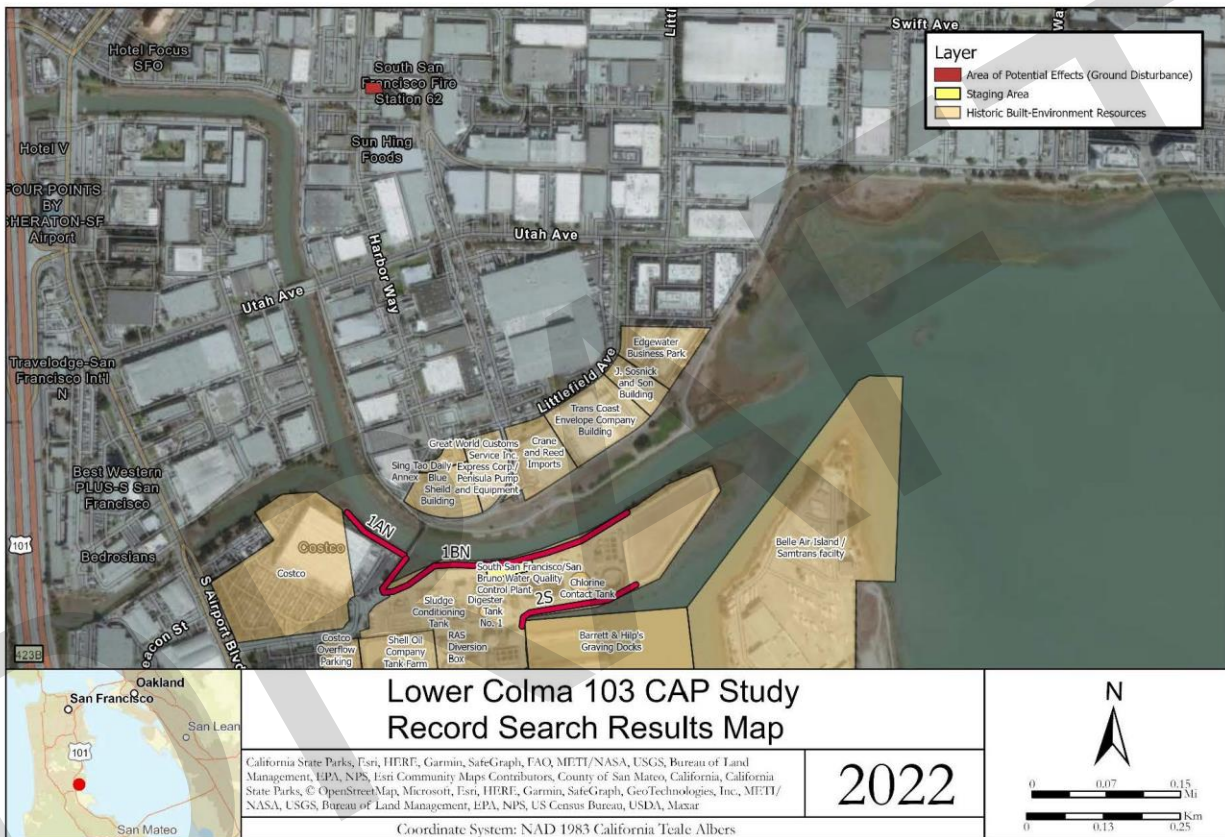 Swift Ave
Littl
Wa
Layer
Area of Potential Effects (Ground Disturbance)
Staging Area
Historic Built-Environment Resources
Hotel Focus
SFO
South San
Francisco Fire
Station 62
Sun Hing
Foods
Hotel V
FOUR POINTS
BY
SHERATON-SF
Airport
Harbor Way
Utah Ave
Utah Ave
Travelodge-San
Francisco Int'l
N
Littlefield Ave
Edgewater
Business Park
J. Sosnick
and Son
Building
Trans Coast
Envelope Company
Building
Crane
and Reed
Imports
Great World Customs
Service Inc.
Express Corp./
Penisula Pump
and Equipment
Sing Tao Daily
Annex
Blue
Sheild
Building
Best Western
PLUS-S San
Francisco
Bedrosians
101
S Airport Blvd
eacon St
423B
Costco
Costco
1AN
1BN
2S
South San Francisco/San
Bruno Water Quality
Control Plant
Chlorine
Contact Tank
Digester
Tank
No. 1
Sludge
Conditioning
Tank
Costco
Overflow
Parking
Shell Oil
Company
Tank Farm
RAS
Diversion
Box
Barrett & Hilp's
Graving Docks
Belle Air Island /
Samtrans facilty
DRAFT
Oakland
San Francisco
San Lean
101
San Mateo
Lower Colma 103 CAP Study
Record Search Results Map
California State Parks, Esri, HERE, Garmin, SafeGraph, FAO, METI/NASA, USGS, Bureau of Land
Management, EPA, NPS, Esri Community Maps Contributors, County of San Mateo, California, California
State Parks, © OpenStreetMap, Microsoft, Esri, HERE, Garmin, SafeGraph, GeoTechnologies, Inc., METI/
NASA, USGS, Bureau of Land Management, EPA, NPS, US Census Bureau, USDA, Maxar
Coordinate System: NAD 1983 California Teale Albers
2022
N
0 0.07 0.15
Mi
Km
0 0.13 0.25